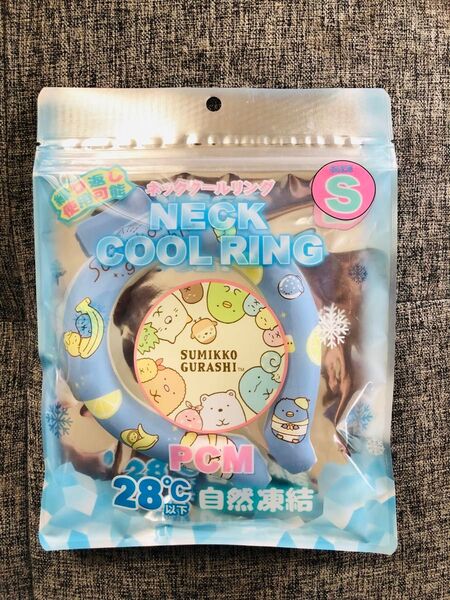 繰り返し
使用可能
S
ネッククールリング
NECK
COOL RING
SUMIKKO
GURASHI™
PCM
28℃
以下
自然凍結